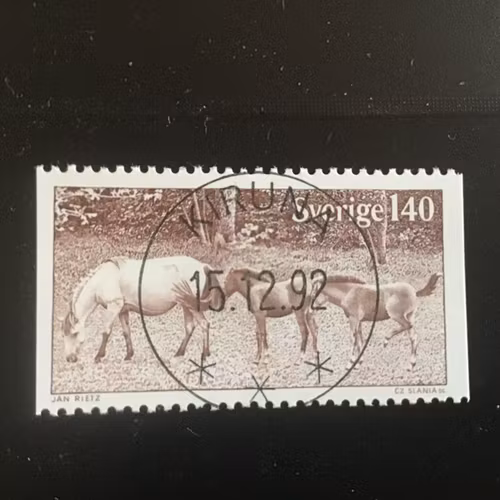 KIRUNA
Sverige 140
15.12.92
* *
JAN RIETZ
CZ SLANIA SC